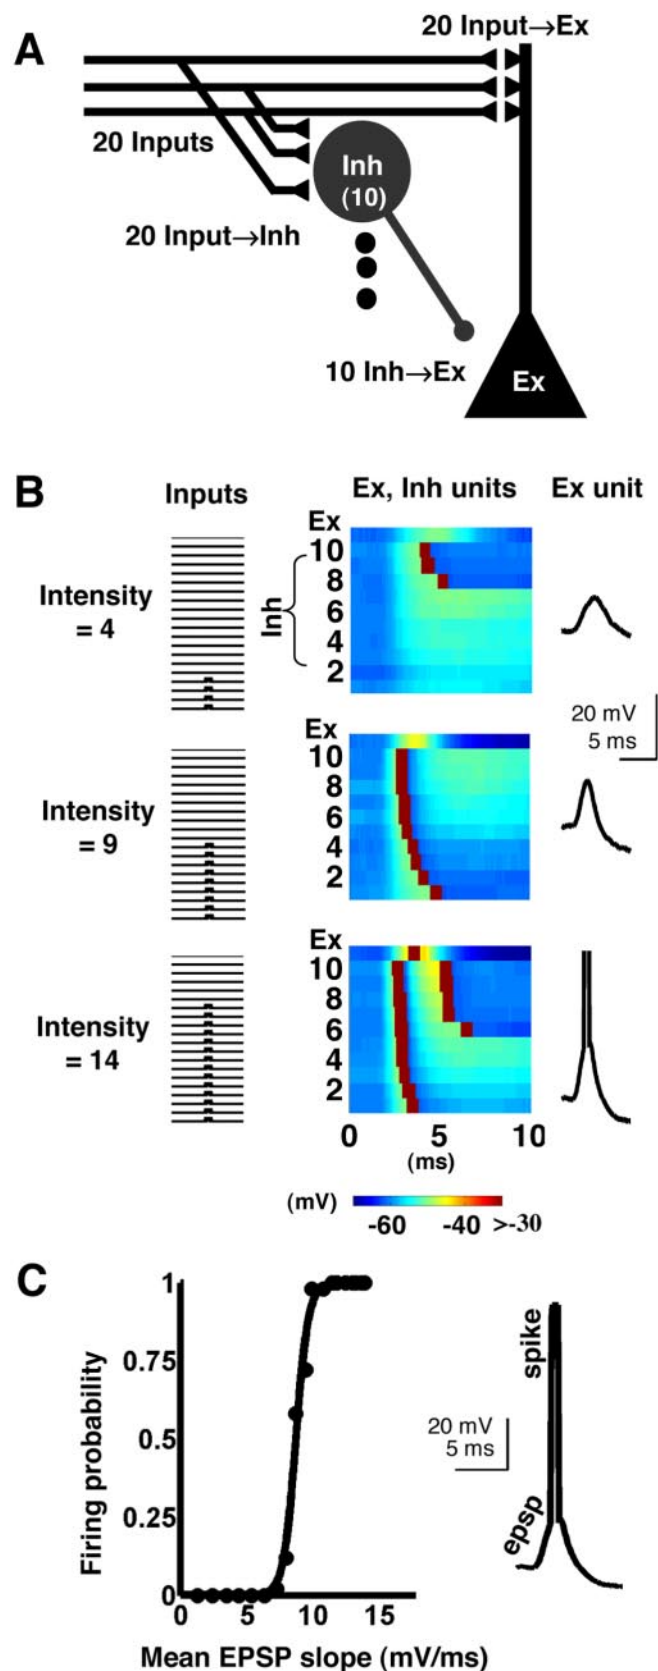 A
20 Input→Ex
20 Inputs
Inh
(10)
20 Input→Inh
10 Inh→Ex
Ex
B
Inputs
Ex, Inh units
Ex unit
Intensity
= 4
Ex
10
8
6
4
2
Inh
20 mV
5 ms
Intensity
= 9
Ex
10
8
6
4
2
Intensity
= 14
Ex
10
8
6
4
2
0 5 10
(ms)
(mV)
-60 -40 >-30
C
Firing probability
1
0.75
0.5
0.25
0
0 5 10 15
Mean EPSP slope (mV/ms)
20 mV
5 ms
spike
epsp